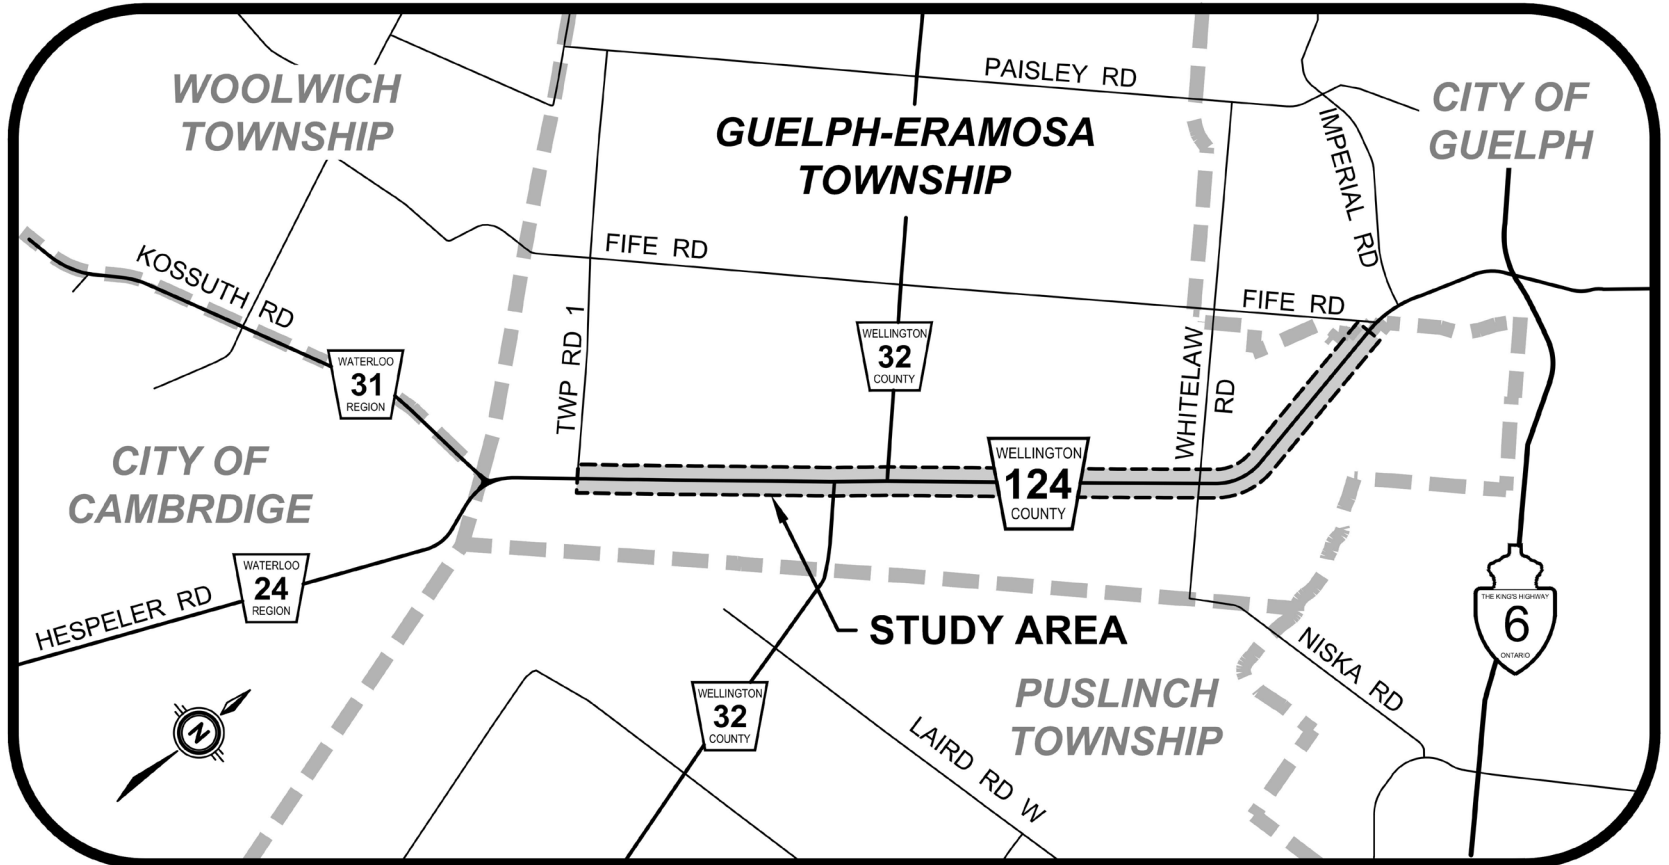 WOOLWICH
TOWNSHIP
PAISLEY RD
CITY OF
GUELPH
GUELPH-ERAMOSA
TOWNSHIP
IMPERIAL RD
KOSSUTH RD
FIFE RD
FIFE RD
TWP RD 1
WELLINGTON
32
COUNTY
WHITELAW
RD
WATERLOO
31
REGION
CITY OF
CAMBRDIGE
WELLINGTON
124
COUNTY
WATERLOO
24
REGION
HESPELER RD
STUDY AREA
THE KING'S HIGHWAY
6
ONTARIO
NISKA RD
PUSLINCH
TOWNSHIP
WELLINGTON
32
COUNTY
LAIRD RD W
N